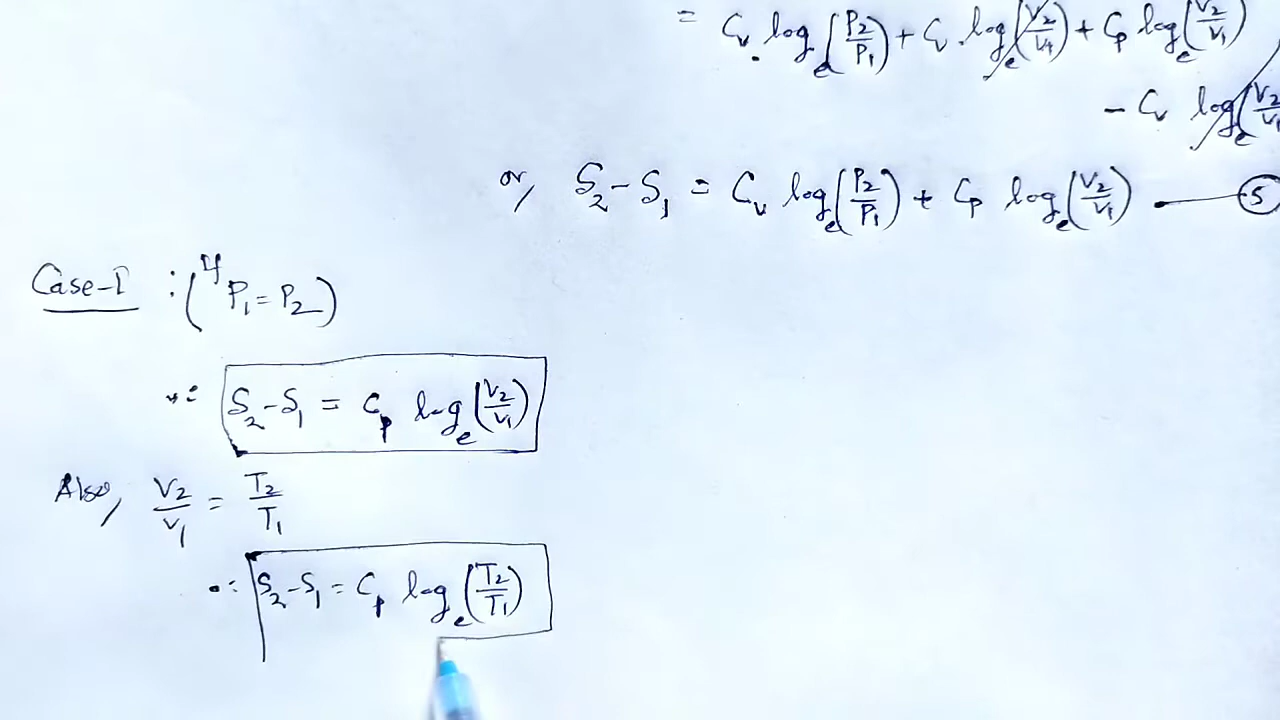 = Cv logₑ(P₂/P₁) + Cv . logₑ(V₂/V₁) + Cp logₑ(V₂/V₁)
- Cv logₑ(V₂/V₁
or, S₂-S₁ = Cv logₑ(P₂/P₁) + Cp logₑ(V₂/V₁) ⑤
Case-I : (If P₁ = P₂)
∴ S₂-S₁ = Cp logₑ(V₂/V₁)
Also, V₂/V₁ = T₂/T₁
∴ S₂-S₁ = Cp logₑ(T₂/T₁)